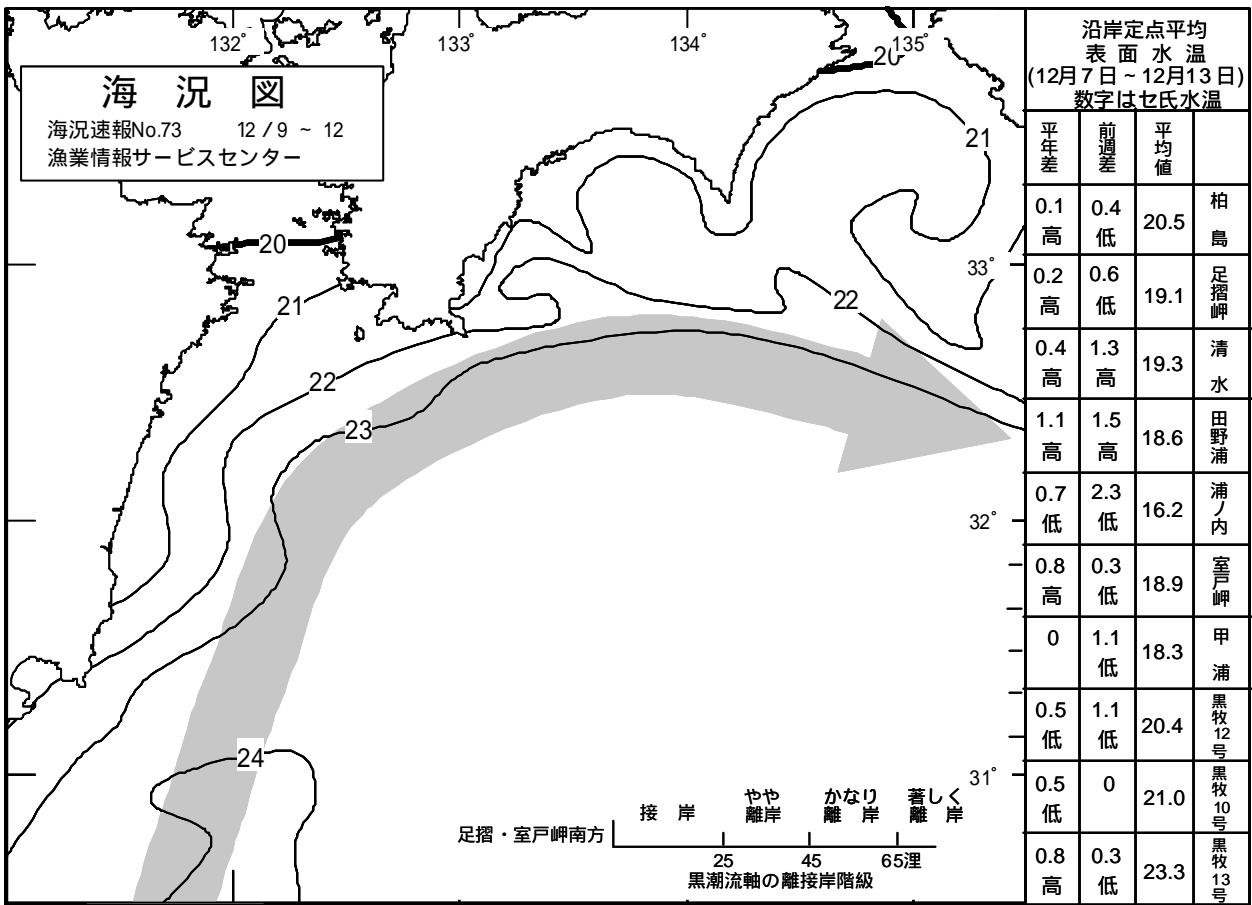 海況図
海況速報No.73 12/9 ~ 12
漁業情報サービスセンター
132°
133°
134°
135°
20
21
20
21
22
33°
22
23
32°
24
31°
接岸 やや離岸 かなり離岸 著しく離岸
足摺・室戸岬南方
25 45 65浬
黒潮流軸の離接岸階級
沿岸定点平均
表面水温
(12月7日~12月13日)
数字はセ氏水温
平年差 前週差 平均値
0.1高 0.4低 20.5 柏島
0.2高 0.6低 19.1 足摺岬
0.4高 1.3高 19.3 清水
1.1高 1.5高 18.6 田野浦
0.7低 2.3低 16.2 浦ノ内
0.8高 0.3低 18.9 室戸岬
0 1.1低 18.3 甲浦
0.5低 1.1低 20.4 黒牧12号
0.5低 0 21.0 黒牧10号
0.8高 0.3低 23.3 黒牧13号